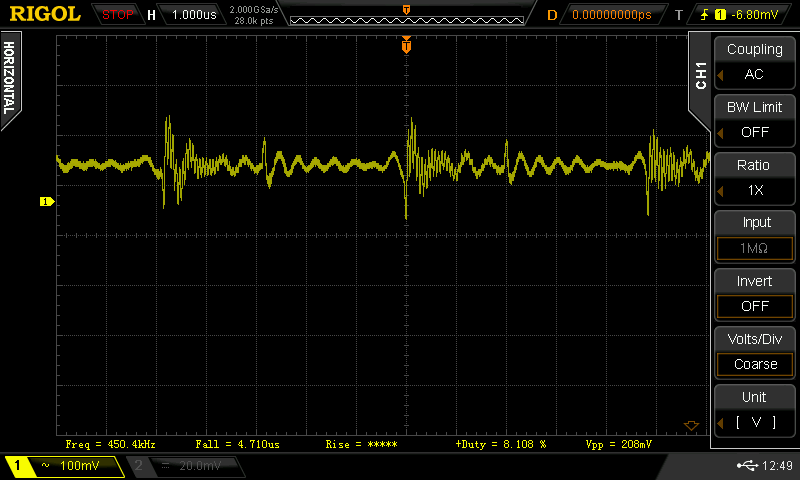 RIGOL STOP H 1.000us 2.000GSa/s 28.0k pts D 0.00000000ps T 1 -6.80mV
T
HORIZONTAL
T
CH1
Coupling
AC
BW Limit
OFF
Ratio
1X
1
Input
1MΩ
Invert
OFF
Volts/Div
Coarse
Unit
[ V ]
Freq = 450.4kHz Fall = 4.710us Rise = ***** +Duty = 8.108 % Vpp = 208mV
1 ~ 100mV 2 = 20.0mV 12:49